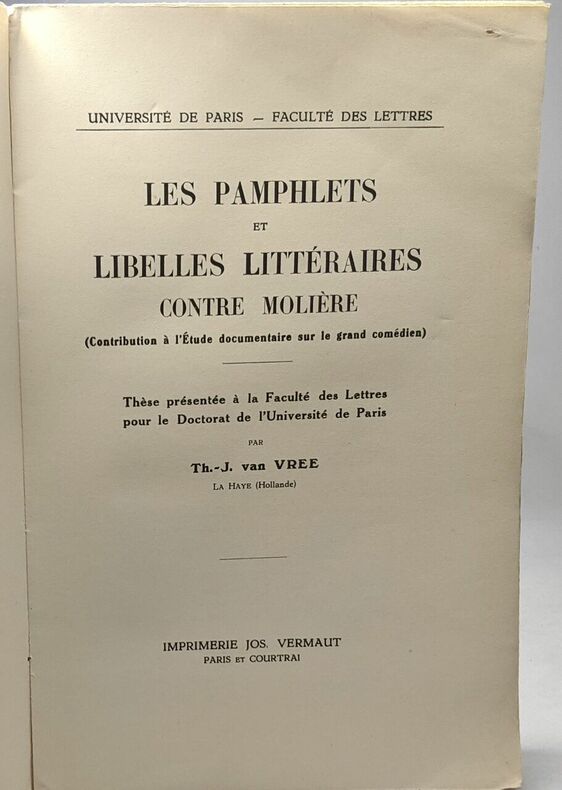 UNIVERSITÉ DE PARIS — FACULTÉ DES LETTRES
LES PAMPHLETS
ET
LIBELLES LITTÉRAIRES
CONTRE MOLIÈRE
(Contribution à l'Étude documentaire sur le grand comédien)
Thèse présentée à la Faculté des Lettres
pour le Doctorat de l'Université de Paris
PAR
Th.-J. van VREE
LA HAYE (Hollande)
IMPRIMERIE JOS. VERMAUT
PARIS ET COURTRAI